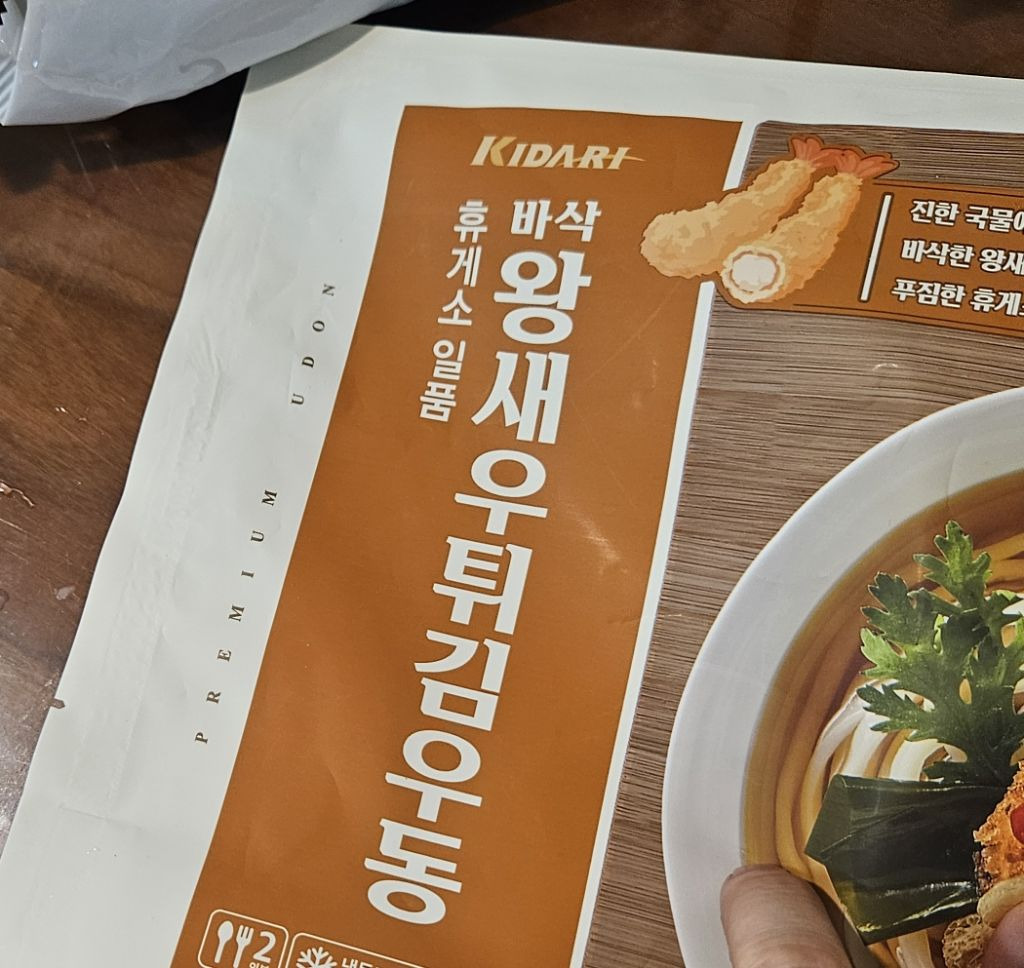 KIDARI
바삭
왕새우튀김우동
휴게소일품
PREMIUM UDON
진한 국물에
바삭한 왕새
푸짐한 휴게
2